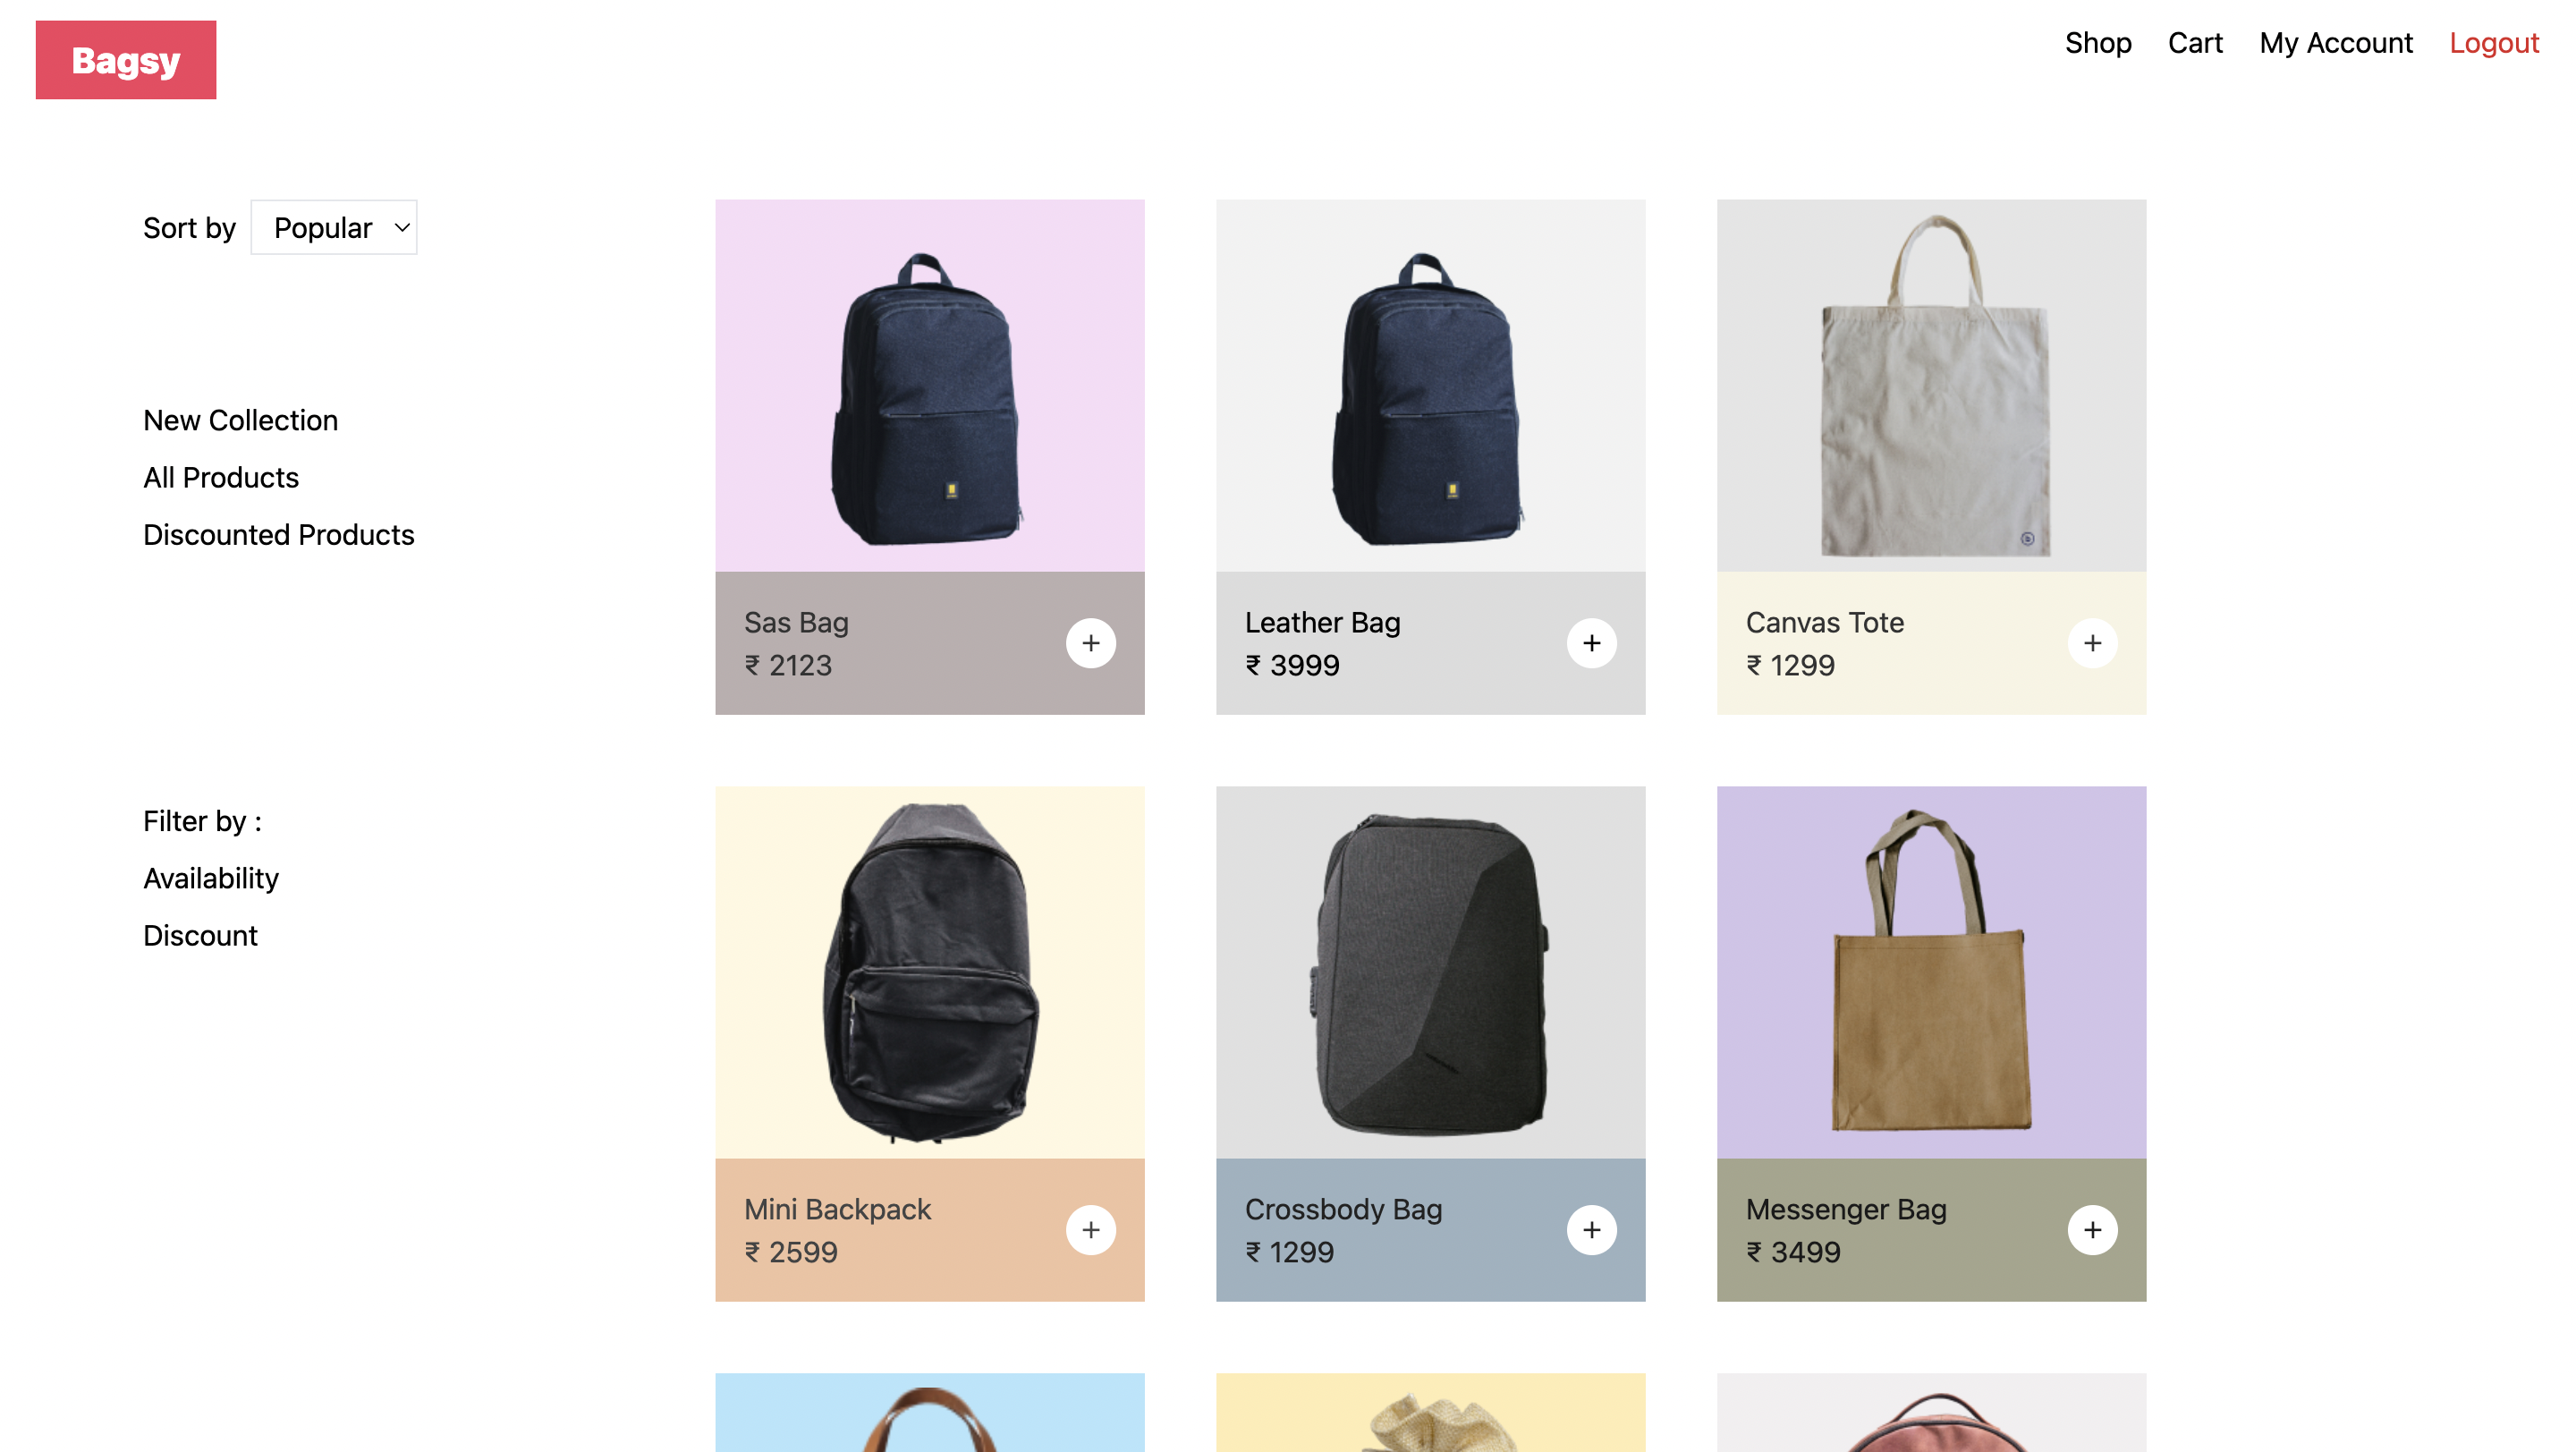 Bagsy
Shop Cart My Account Logout
Sort by Popular
New Collection
All Products
Discounted Products
Filter by :
Availability
Discount
Sas Bag
₹ 2123
+
Leather Bag
₹ 3999
+
Canvas Tote
₹ 1299
+
Mini Backpack
₹ 2599
+
Crossbody Bag
₹ 1299
+
Messenger Bag
₹ 3499
+